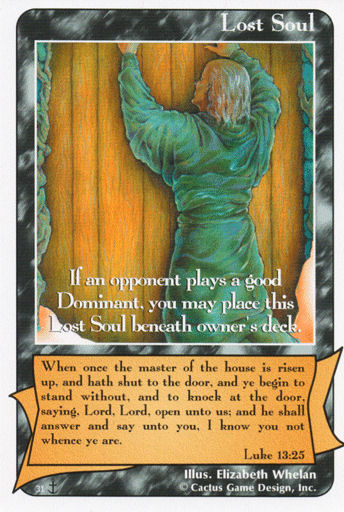 Lost Soul
If an opponent plays a good
Dominant, you may place this
Lost Soul beneath owner's deck.
When once the master of the house is risen
up, and hath shut to the door, and ye begin to
stand without, and to knock at the door,
saying, Lord, Lord, open unto us; and he shall
answer and say unto you, I know you not
whence ye are.
Luke 13:25
Illus. Elizabeth Whelan
31
© Cactus Game Design, Inc.